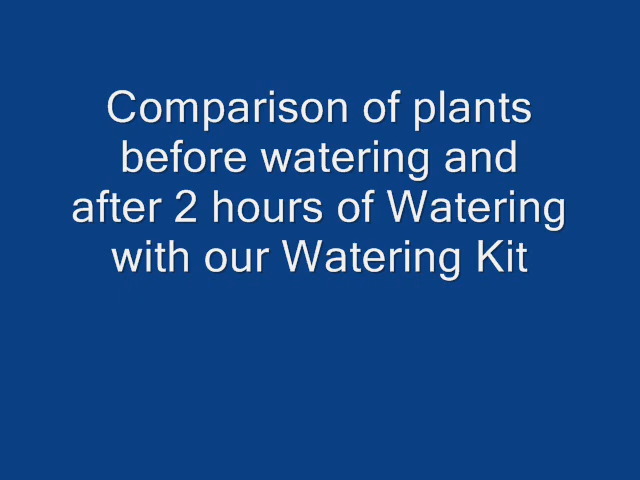 Comparison of plants
before watering and
after 2 hours of Watering
with our Watering Kit